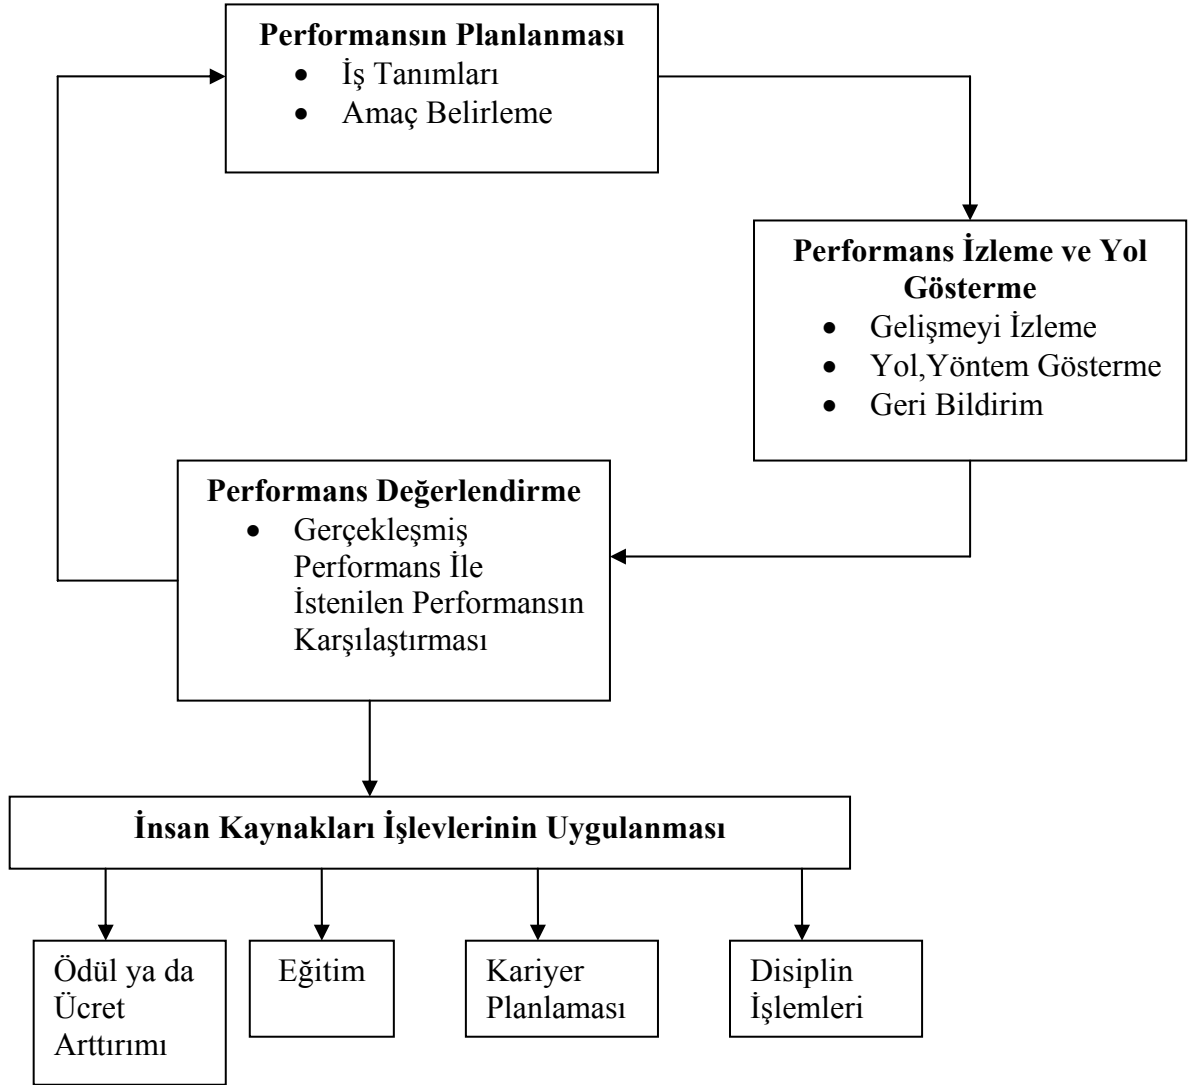 Performansın Planlanması
• İş Tanımları
• Amaç Belirleme
Performans İzleme ve Yol
Gösterme
• Gelişmeyi İzleme
• Yol,Yöntem Gösterme
• Geri Bildirim
Performans Değerlendirme
• Gerçekleşmiş
Performans İle
İstenilen Performansın
Karşılaştırması
İnsan Kaynakları İşlevlerinin Uygulanması
Ödül ya da
Ücret
Arttırımı
Eğitim
Kariyer
Planlaması
Disiplin
İşlemleri